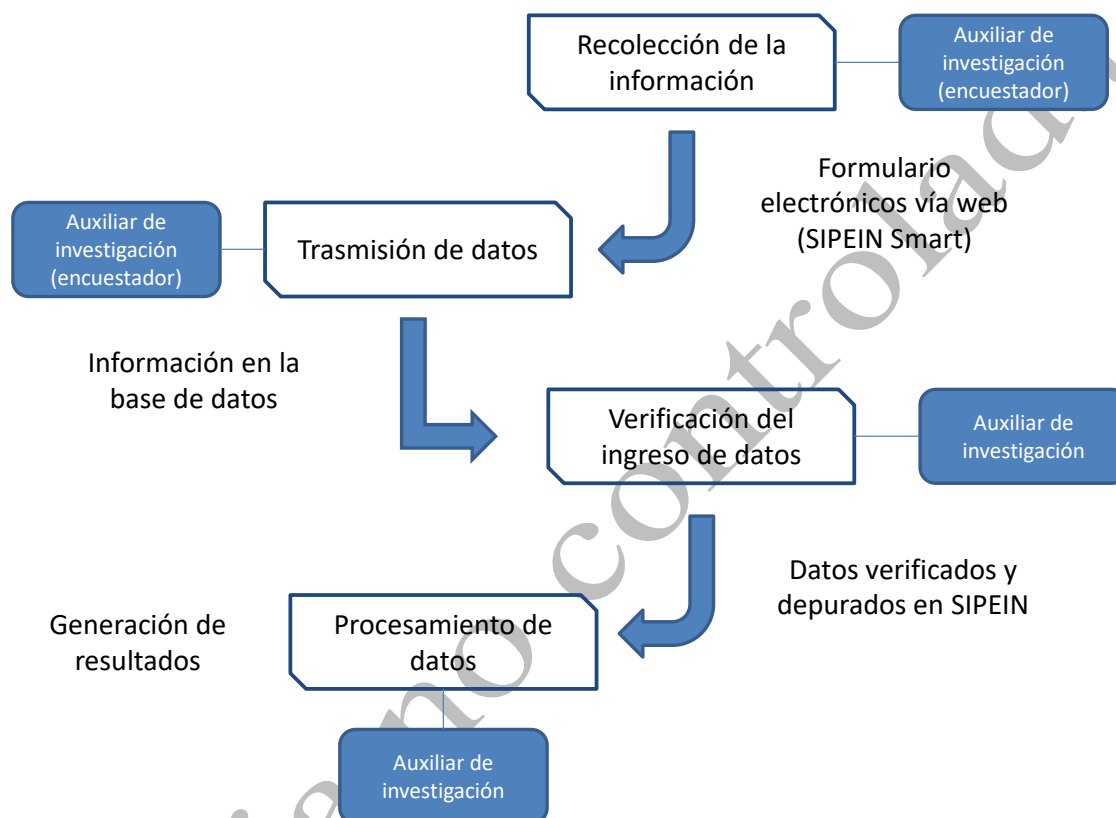 Recolección de la
información
Auxiliar de
investigación
(encuestador)
Formulario
electrónicos vía web
(SIPEIN Smart)
Auxiliar de
investigación
(encuestador)
Trasmisión de datos
Información en la
base de datos
Verificación del
ingreso de datos
Auxiliar de
investigación
Datos verificados y
depurados en SIPEIN
Generación de
resultados
Procesamiento de
datos
Auxiliar de
investigación
no controlad